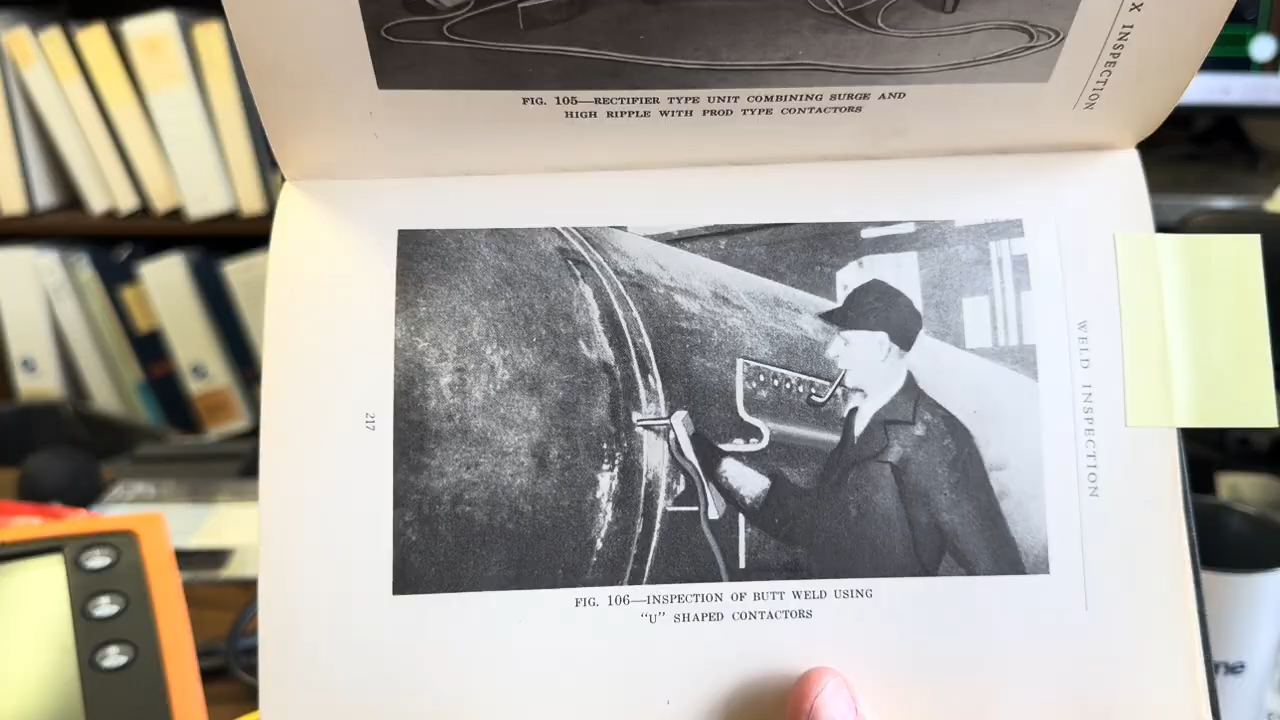 X INSPECTION
FIG. 105—RECTIFIER TYPE UNIT COMBINING SURGE AND
HIGH RIPPLE WITH PROD TYPE CONTACTORS
WELD INSPECTION
217
FIG. 106—INSPECTION OF BUTT WELD USING
"U" SHAPED CONTACTORS